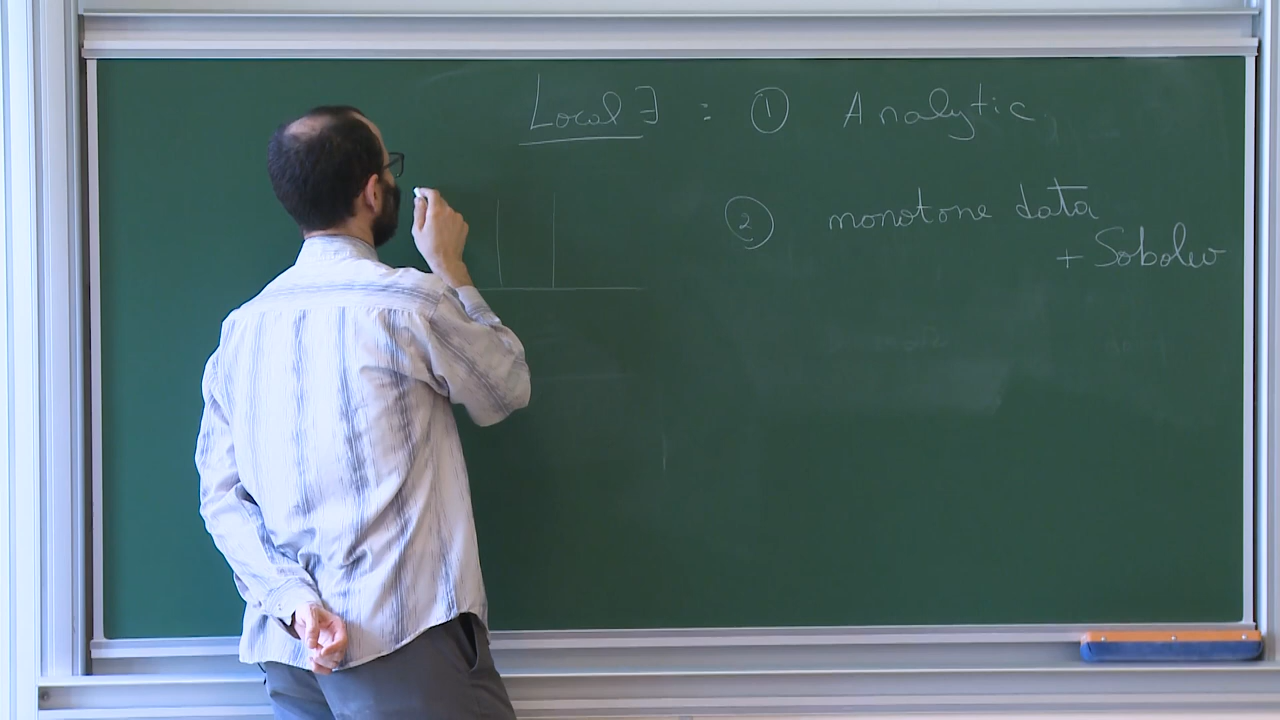 Local ∃ : ① Analytic
② monotone data
+ Sobolev